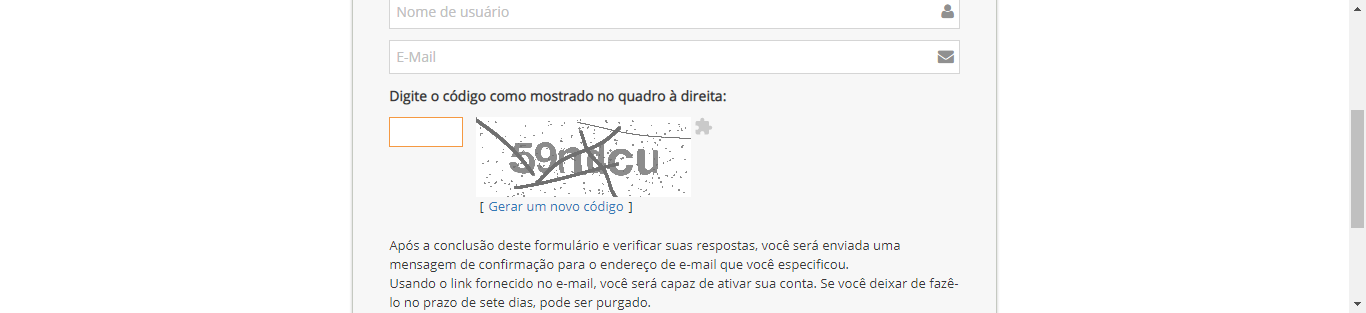 Nome de usuário
E-Mail
Digite o código como mostrado no quadro à direita:
[ Gerar um novo código ]
Após a conclusão deste formulário e verificar suas respostas, você será enviada uma
mensagem de confirmação para o endereço de e-mail que você especificou.
Usando o link fornecido no e-mail, você será capaz de ativar sua conta. Se você deixar de fazê-
lo no prazo de sete dias, pode ser purgado.